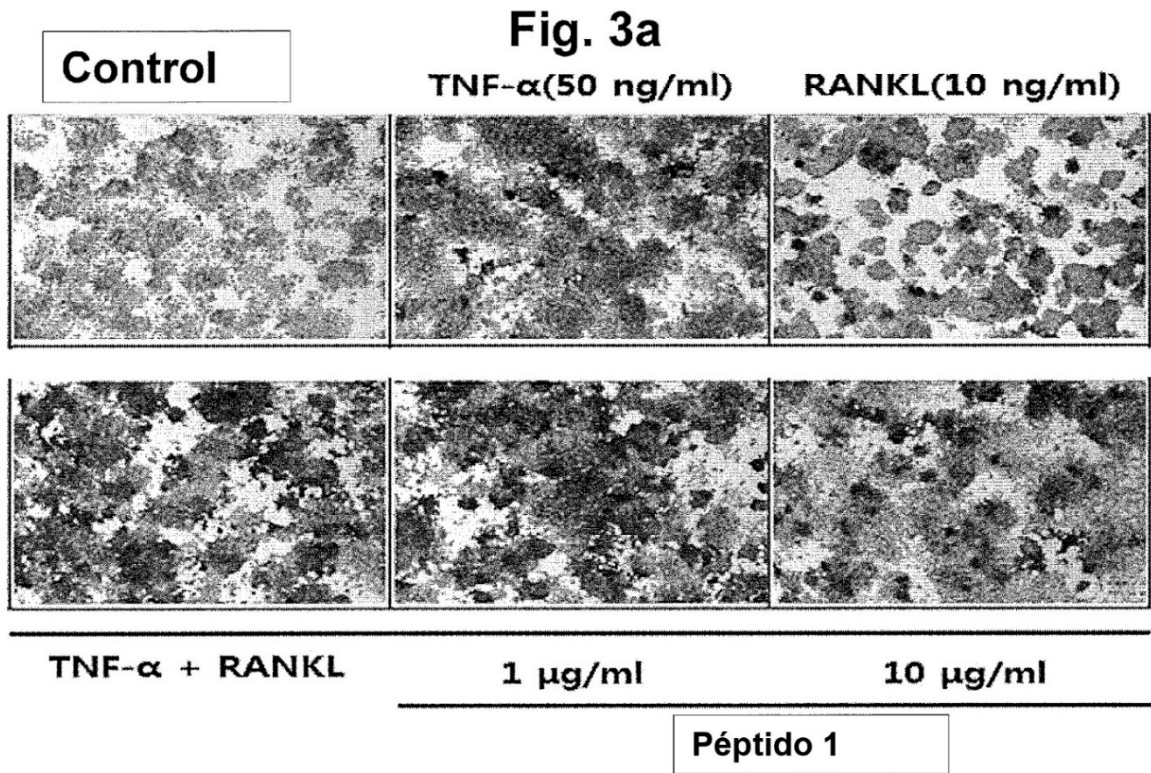 Fig. 3a
Control
TNF-α(50 ng/ml)
RANKL(10 ng/ml)
TNF-α + RANKL
1 μg/ml
10 μg/ml
Péptido 1